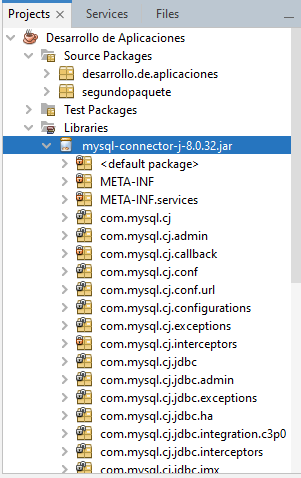 Projects × Services Files
Desarrollo de Aplicaciones
Source Packages
desarrollo.de.aplicaciones
segundopaquete
Test Packages
Libraries
mysql-connector-j-8.0.32.jar
<default package>
META-INF
META-INF.services
com.mysql.cj
com.mysql.cj.admin
com.mysql.cj.callback
com.mysql.cj.conf
com.mysql.cj.conf.url
com.mysql.cj.configurations
com.mysql.cj.exceptions
com.mysql.cj.interceptors
com.mysql.cj.jdbc
com.mysql.cj.jdbc.admin
com.mysql.cj.jdbc.exceptions
com.mysql.cj.jdbc.ha
com.mysql.cj.jdbc.integration.c3p0
com.mysql.cj.jdbc.interceptors
com.mysql.cj.jdbc.jmx